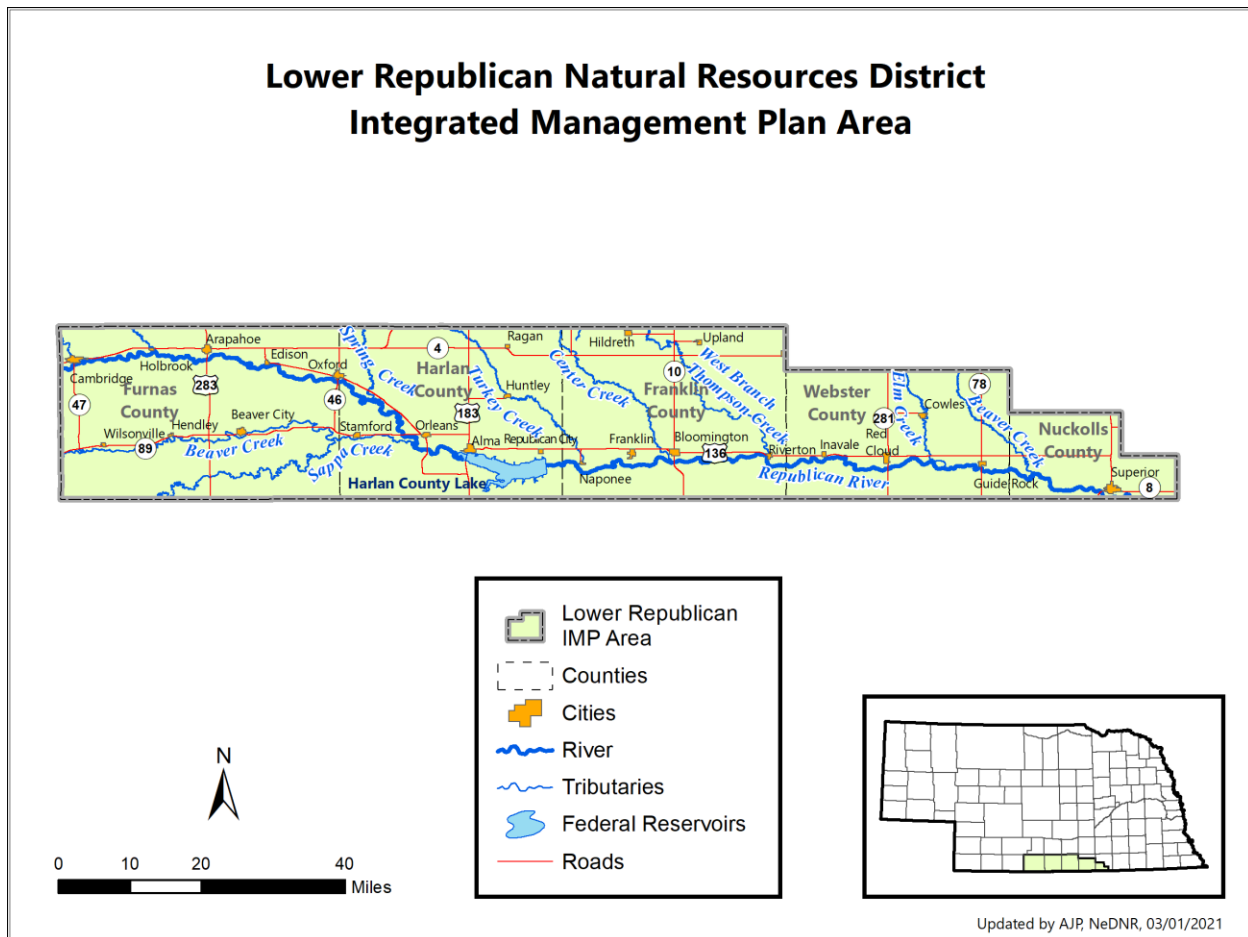 Lower Republican Natural Resources District
Integrated Management Plan Area
Arapahoe
Ragan
Hildreth
Upland
Spring Creek
4
Holbrook
Edison
Oxford
Harlan
County
Center Creek
West Branch
Thompson Creek
Cambridge
Furnas
County
283
Huntley
10
Franklin
County
Webster
County
Elm Creek
78
Turkey Creek
47
46
183
281
Cowles
Beaver Creek
Nuckolls
County
Wilsonville
Hendley
Beaver City
Stamford
Orleans
Alma
Republican City
Franklin
Bloomington
136
Riverton
Inavale
Red
Cloud
89
Beaver Creek
Sappa Creek
Harlan County Lake
Naponee
Republican River
Guide Rock
Superior
8
Lower Republican
IMP Area
Counties
Cities
River
Tributaries
Federal Reservoirs
Roads
N
0 10 20 40
Miles
Updated by AJP, NeDNR, 03/01/2021